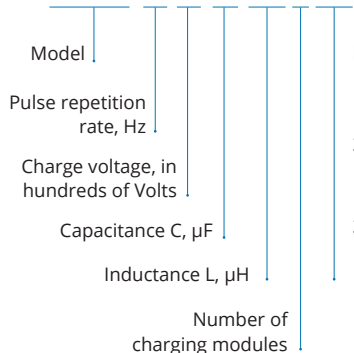 Model
Pulse repetition
rate, Hz
Charge voltage, in
hundreds of Volts
Capacitance C, μF
Inductance L, μH
Number of
charging modules